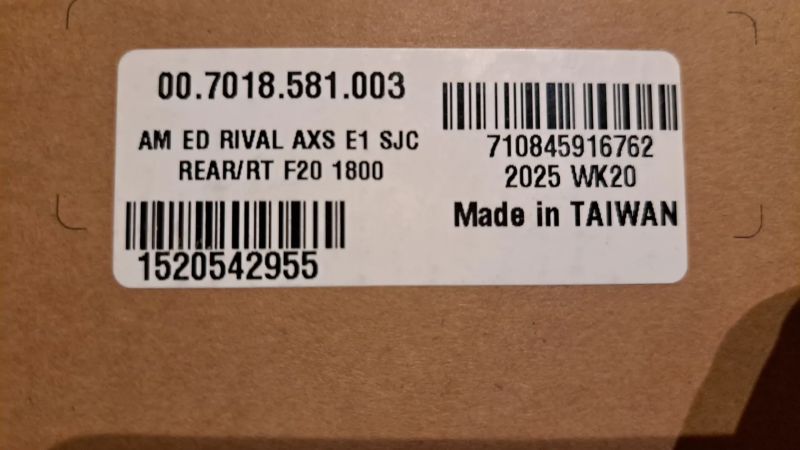 00.7018.581.003
AM ED RIVAL AXS E1 SJC
REAR/RT F20 1800
1520542955
710845916762
2025 WK20
Made in TAIWAN